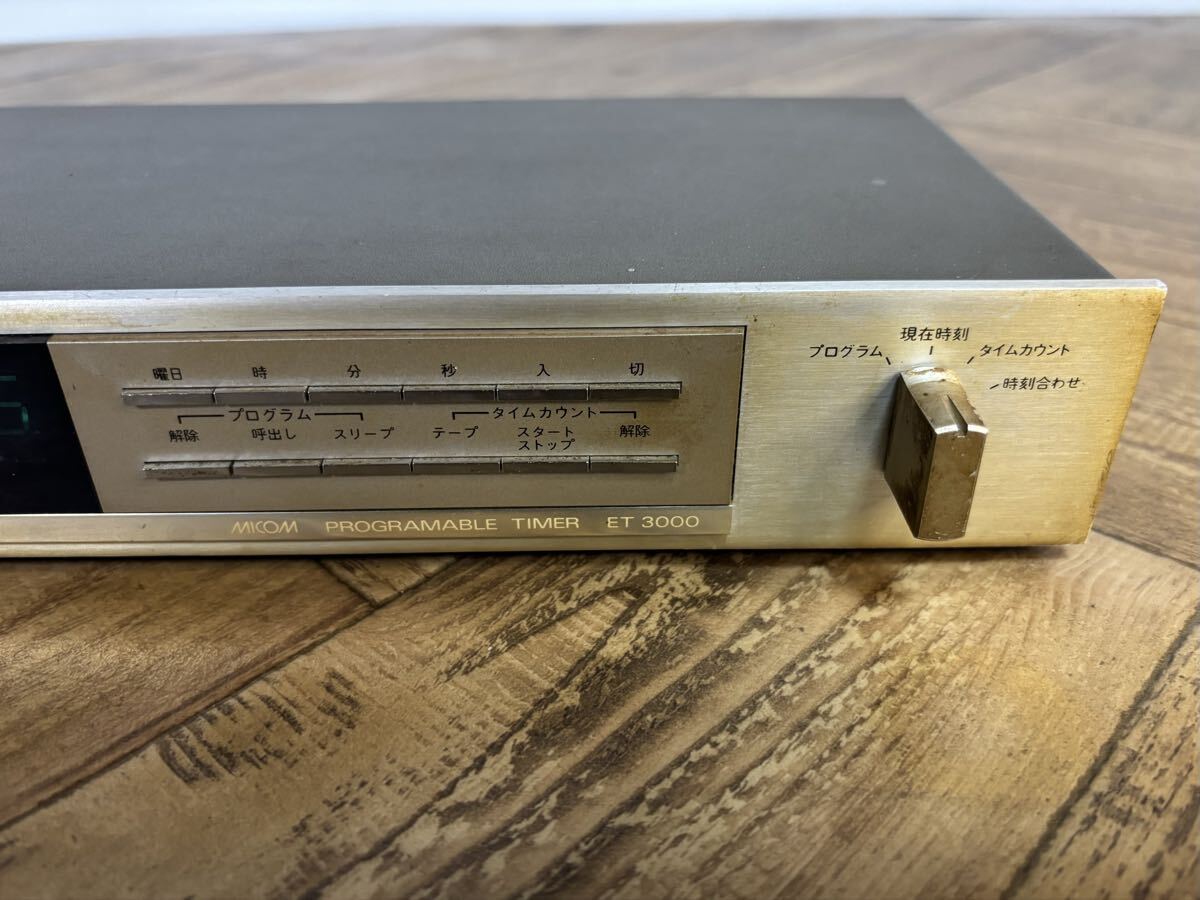 曜日 時 分 秒 入 切
プログラム タイムカウント
解除 呼出し スリープ テープ スタート 解除
ストップ
MICOM PROGRAMABLE TIMER ET 3000
現在時刻
プログラム タイムカウント
時刻合わせ